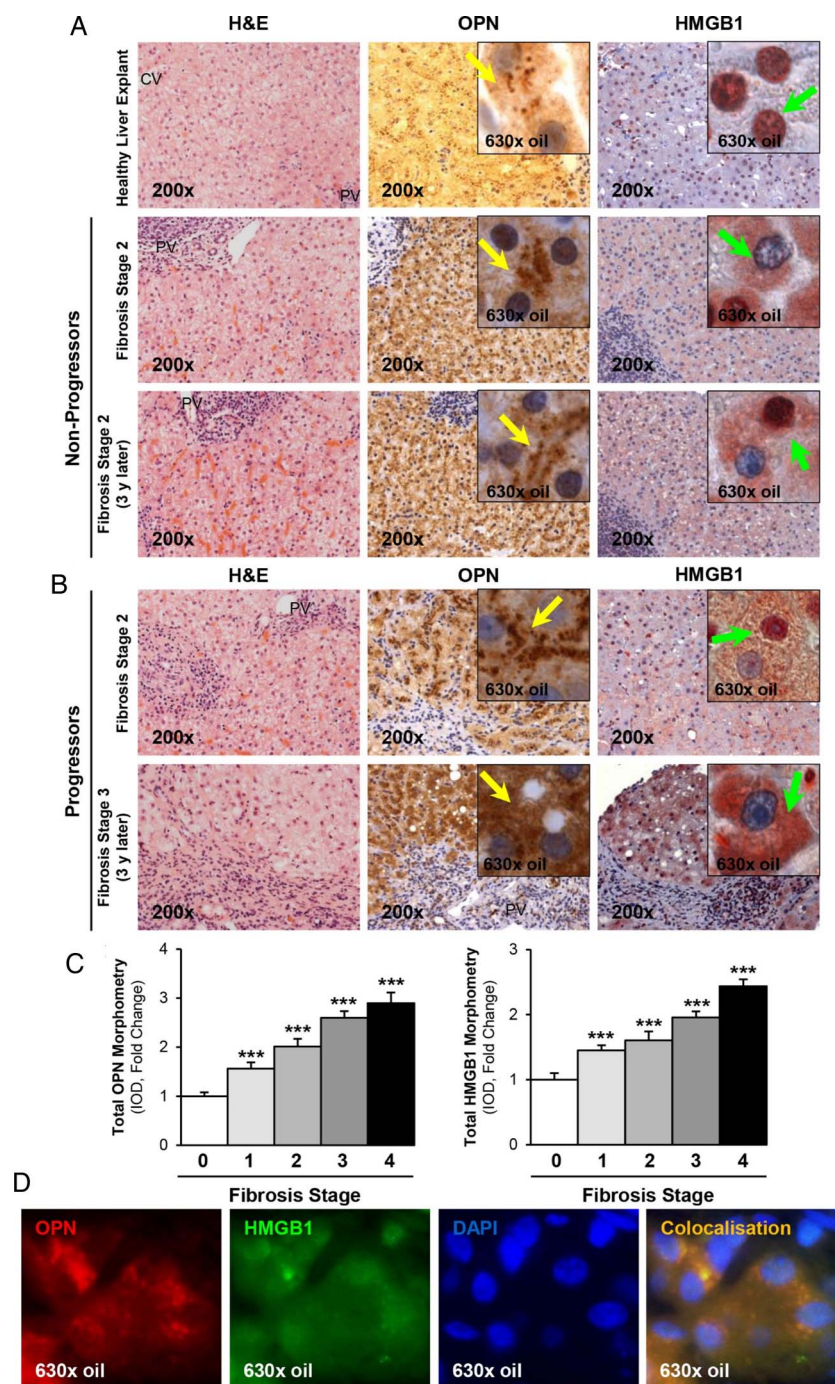 A
H&E
OPN
HMGB1
Healthy Liver Explant
CV
PV
200x
200x
630x oil
200x
630x oil
Non-Progressors
Fibrosis Stage 2
PV
200x
200x
630x oil
200x
630x oil
Fibrosis Stage 2
(3 y later)
PV
200x
200x
630x oil
200x
630x oil
B
H&E
OPN
HMGB1
Progressors
Fibrosis Stage 2
PV
200x
200x
630x oil
200x
630x oil
Fibrosis Stage 3
(3 y later)
200x
200x
630x oil
PV
200x
630x oil
C
Total OPN Morphometry
(IOD, Fold Change)
4
3
2
1
0
***
***
***
***
0 1 2 3 4
Fibrosis Stage
Total HMGB1 Morphometry
(IOD, Fold Change)
3
2
1
0
***
***
***
***
0 1 2 3 4
Fibrosis Stage
D
OPN
630x oil
HMGB1
630x oil
DAPI
630x oil
Colocalisation
630x oil